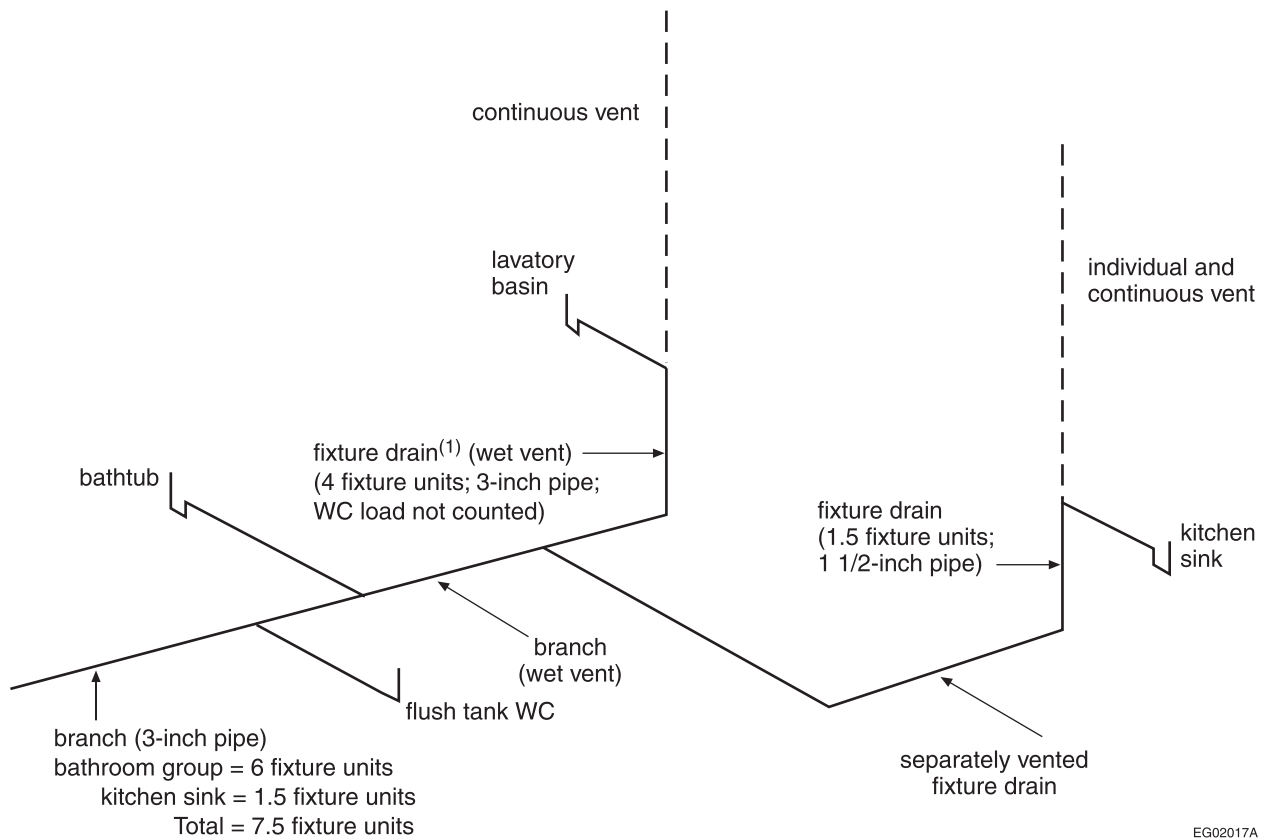 continuous vent
lavatory
basin
individual and
continuous vent
fixture drain(1) (wet vent)
(4 fixture units; 3-inch pipe;
WC load not counted)
bathtub
fixture drain
(1.5 fixture units;
1 1/2-inch pipe)
kitchen
sink
branch
(wet vent)
flush tank WC
branch (3-inch pipe)
bathroom group = 6 fixture units
kitchen sink = 1.5 fixture units
Total = 7.5 fixture units
separately vented
fixture drain
EG02017A